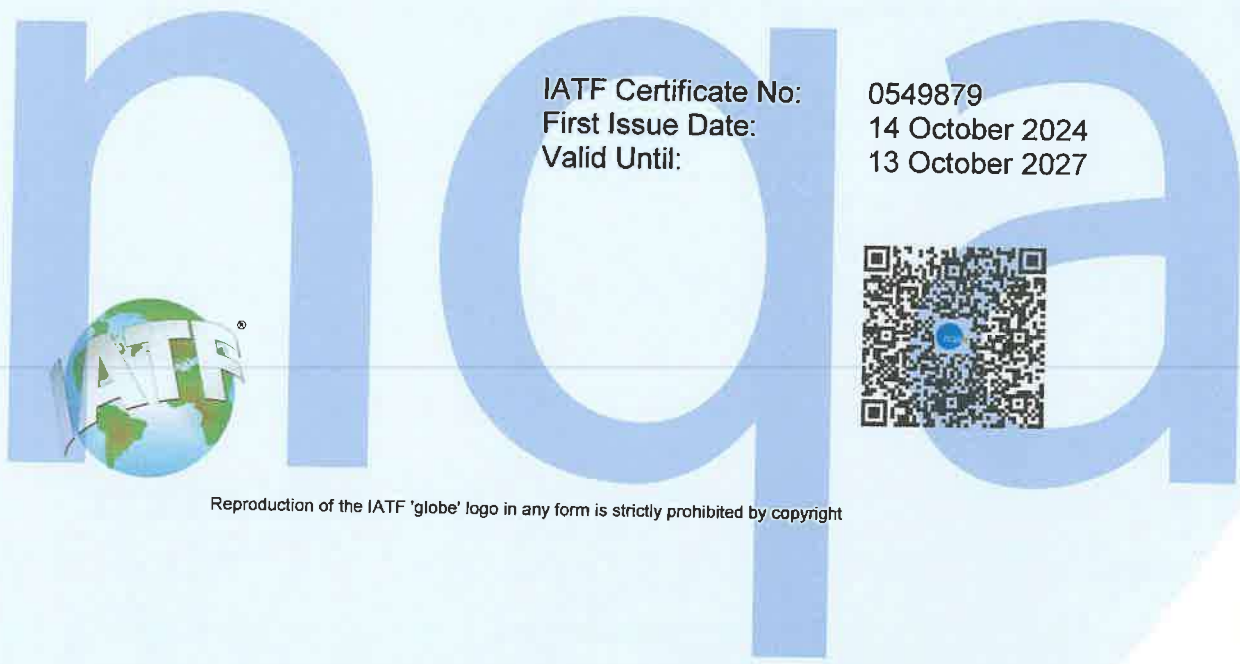 nqa
IATF Certificate No: 0549879
First Issue Date: 14 October 2024
Valid Until: 13 October 2027
IATF ®
nqa
Reproduction of the IATF 'globe' logo in any form is strictly prohibited by copyright